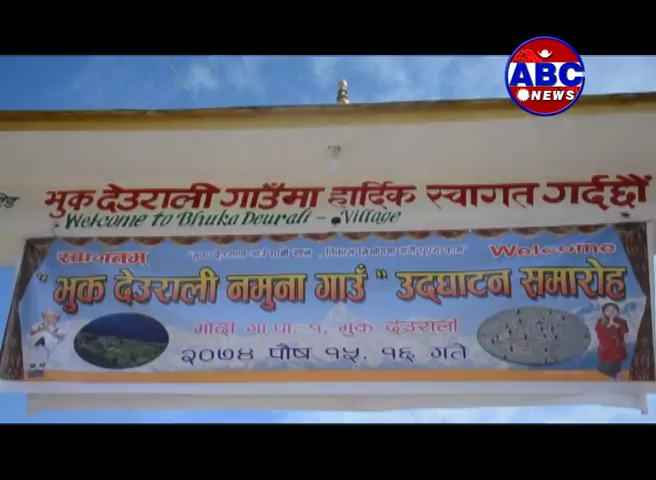 ABC
NEWS
भुक देउराली गाउँमा हार्दिक स्वागत गर्दछौं
Welcome to Bhuka Deurali - Village
स्वागतम्
Welcome
"भुक देउराली नमुना गाउँ" उद्घाटन समारोह
मोदी गा.पा. १, भुक देउराली
२०७४ पौष १५, १६ गते